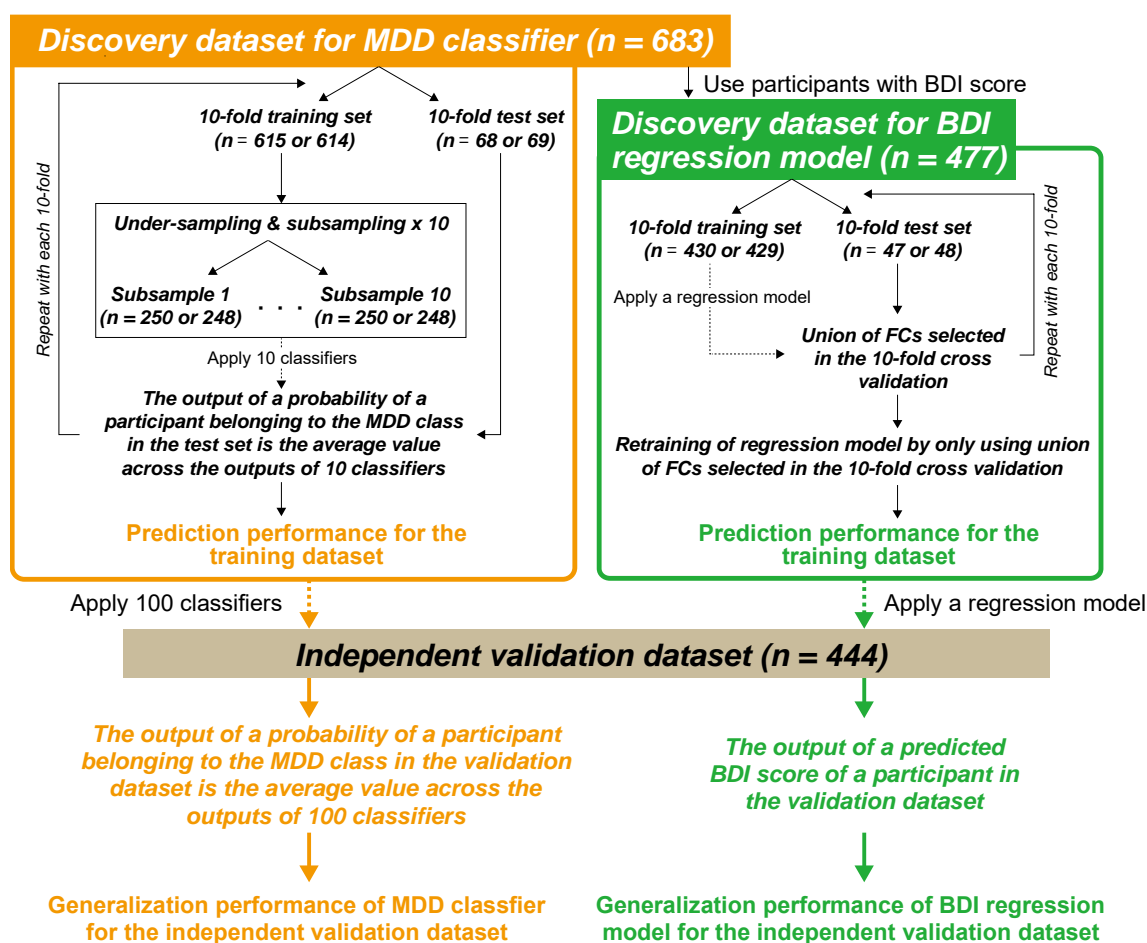 Discovery dataset for MDD classifier (n = 683)
Use participants with BDI score
10-fold training set
(n = 615 or 614)
10-fold test set
(n = 68 or 69)
Repeat with each 10-fold
Under-sampling & subsampling x 10
Subsample 1
(n = 250 or 248)
. . .
Subsample 10
(n = 250 or 248)
Apply 10 classifiers
The output of a probability of a
participant belonging to the MDD class
in the test set is the average value
across the outputs of 10 classifiers
Prediction performance for the
training dataset
Discovery dataset for BDI
regression model (n = 477)
10-fold training set
(n = 430 or 429)
10-fold test set
(n = 47 or 48)
Repeat with each 10-fold
Apply a regression model
Union of FCs selected
in the 10-fold cross
validation
Retraining of regression model by only using union
of FCs selected in the 10-fold cross validation
Prediction performance for the
training dataset
Apply 100 classifiers
Apply a regression model
Independent validation dataset (n = 444)
The output of a probability of a participant
belonging to the MDD class in the validation
dataset is the average value across the
outputs of 100 classifiers
The output of a predicted
BDI score of a participant in
the validation dataset
Generalization performance of MDD classfier
for the independent validation dataset
Generalization performance of BDI regression
model for the independent validation dataset